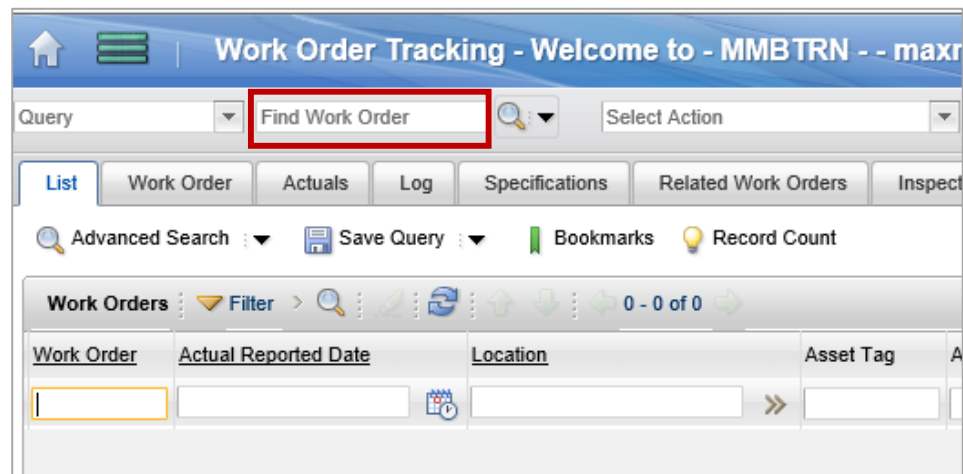 Work Order Tracking - Welcome to - MMBTRN - - maxr
Query Find Work Order Select Action
List Work Order Actuals Log Specifications Related Work Orders Inspect
Advanced Search Save Query Bookmarks Record Count
Work Orders Filter > 0 - 0 of 0
Work Order Actual Reported Date Location Asset Tag A